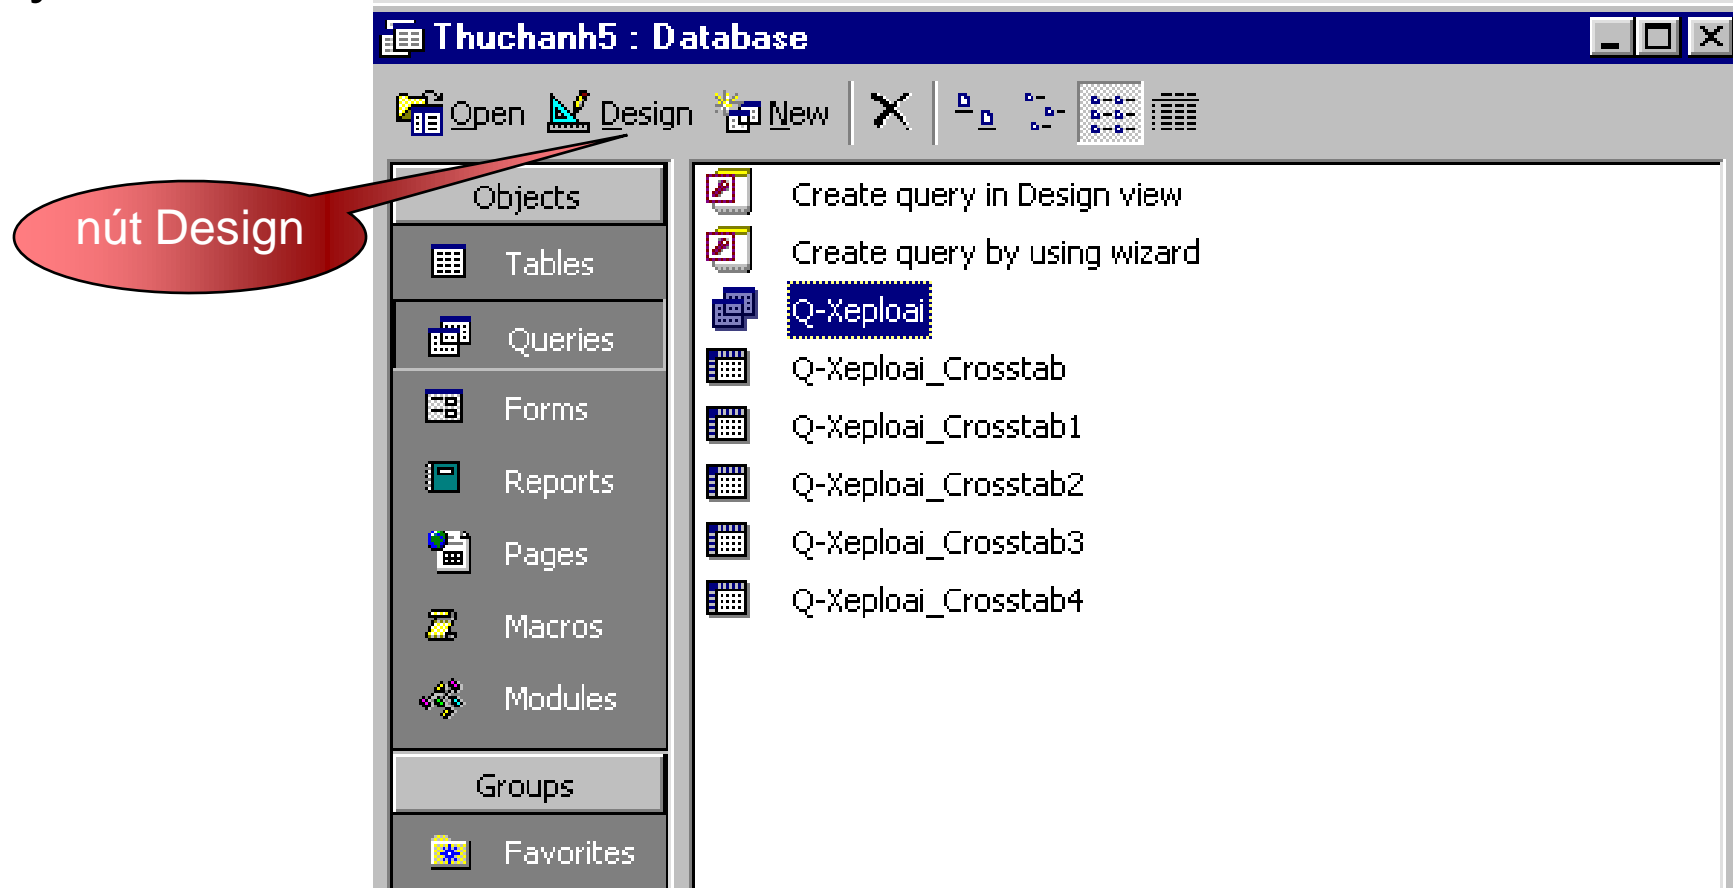 Thuchanh5 : Database
Open Design New
nút Design
Objects
Tables
Queries
Forms
Reports
Pages
Macros
Modules
Groups
Favorites
Create query in Design view
Create query by using wizard
Q-Xeploai
Q-Xeploai_Crosstab
Q-Xeploai_Crosstab1
Q-Xeploai_Crosstab2
Q-Xeploai_Crosstab3
Q-Xeploai_Crosstab4